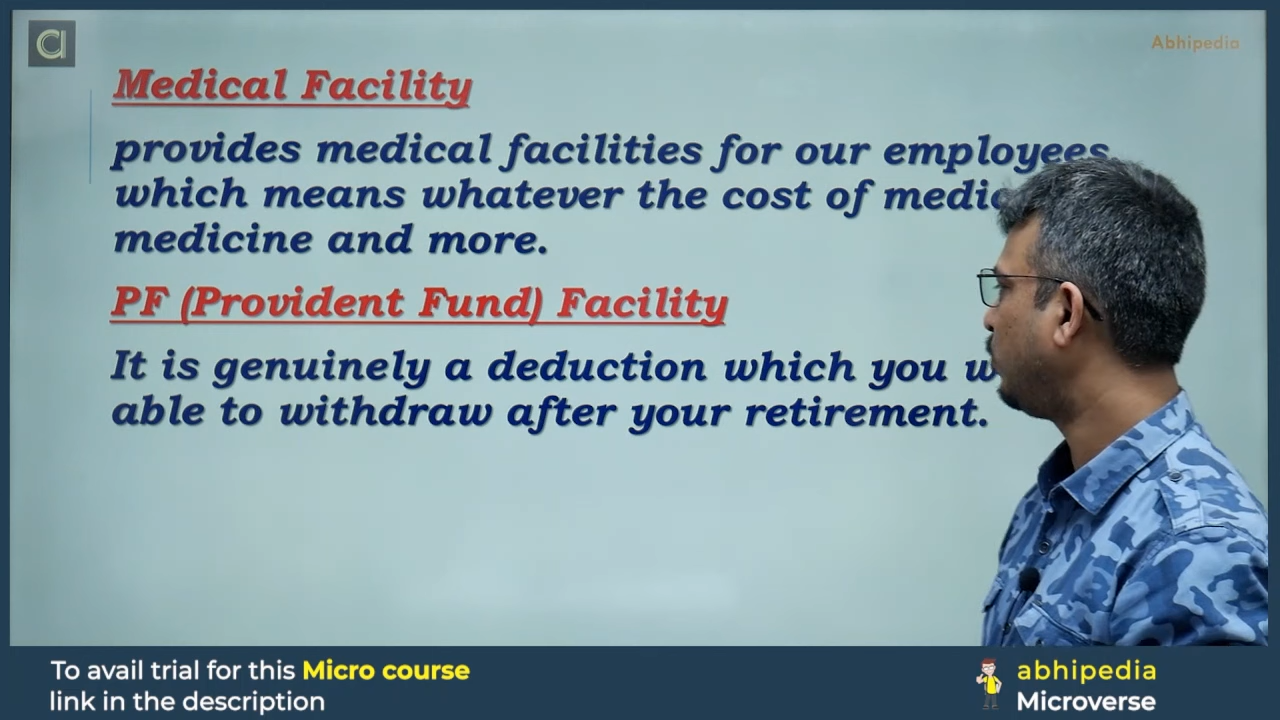 Abhipedia
Medical Facility
provides medical facilities for our employees
which means whatever the cost of
medicine and more.
PF (Provident Fund) Facility
It is genuinely a deduction which you
able to withdraw after your retirement.
To avail trial for this Micro course
link in the description
abhipedia
Microverse